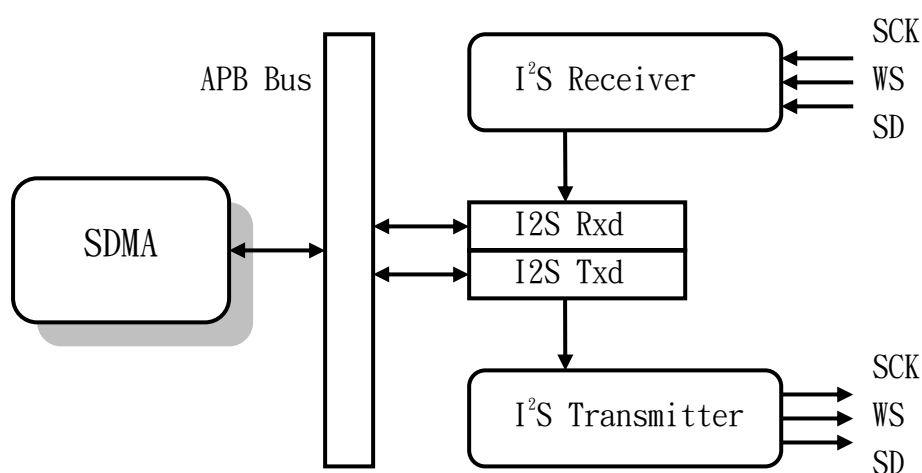 SCK
APB Bus
I²S Receiver
WS
SD
SDMA
I2S Rxd
I2S Txd
SCK
I²S Transmitter
WS
SD